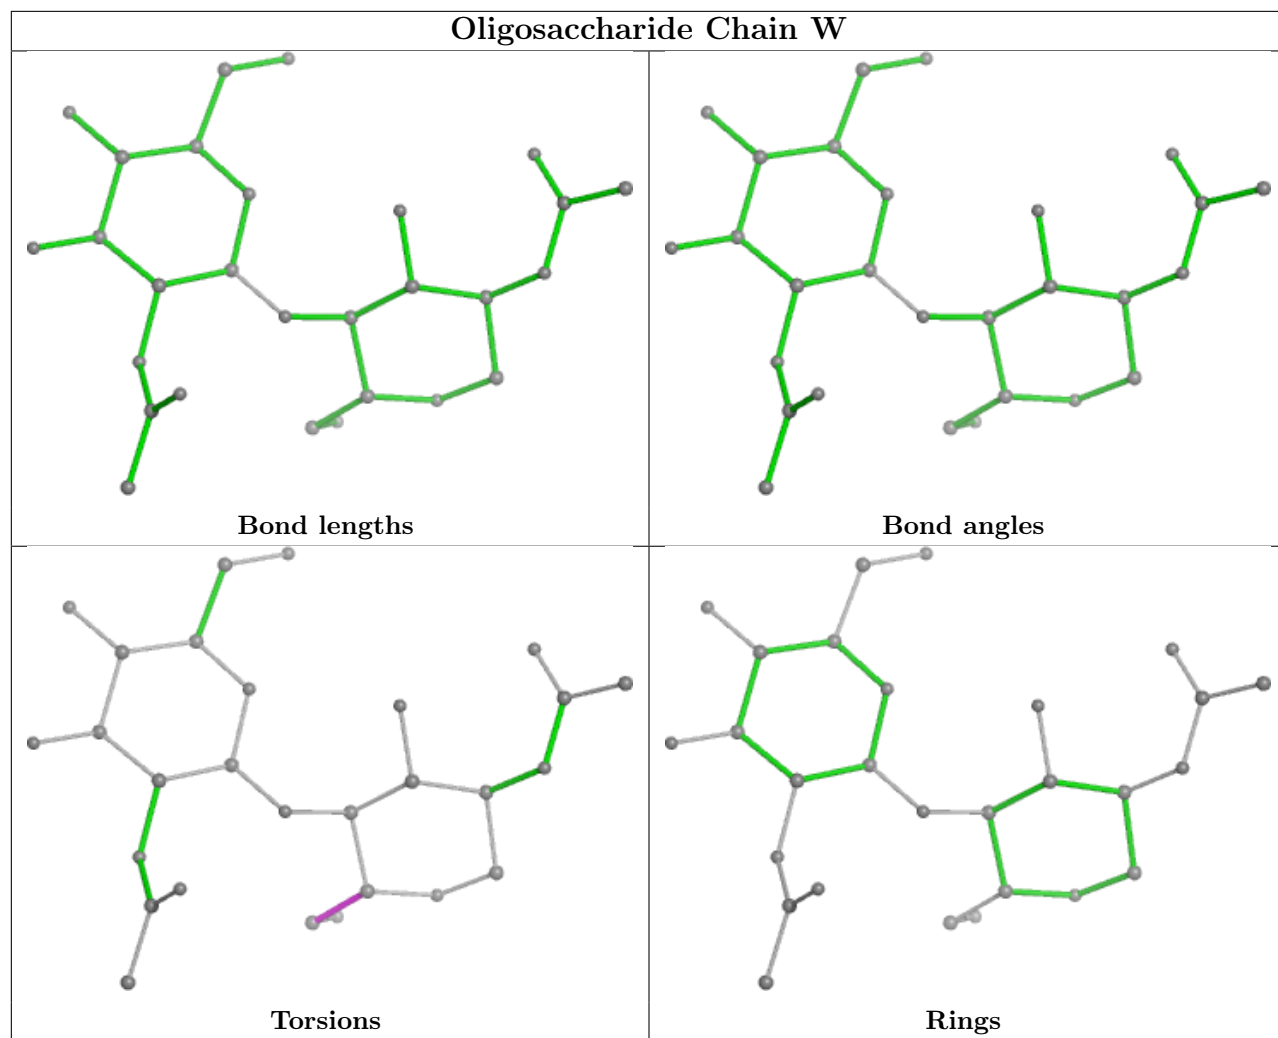 Oligosaccharide Chain W
Bond lengths
Bond angles
Torsions
Rings